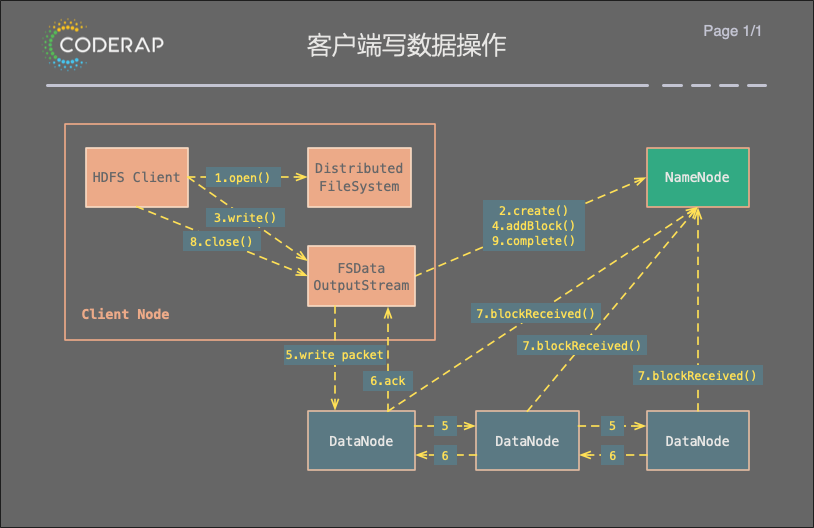 CODERAP
客户端写数据操作
Page 1/1
HDFS Client
1.open()
Distributed
FileSystem
NameNode
3.write()
8.close()
2.create()
4.addBlock()
9.complete()
FSData
OutputStream
Client Node
7.blockReceived()
7.blockReceived()
7.blockReceived()
5.write packet
6.ack
DataNode
5
6
DataNode
5
6
DataNode